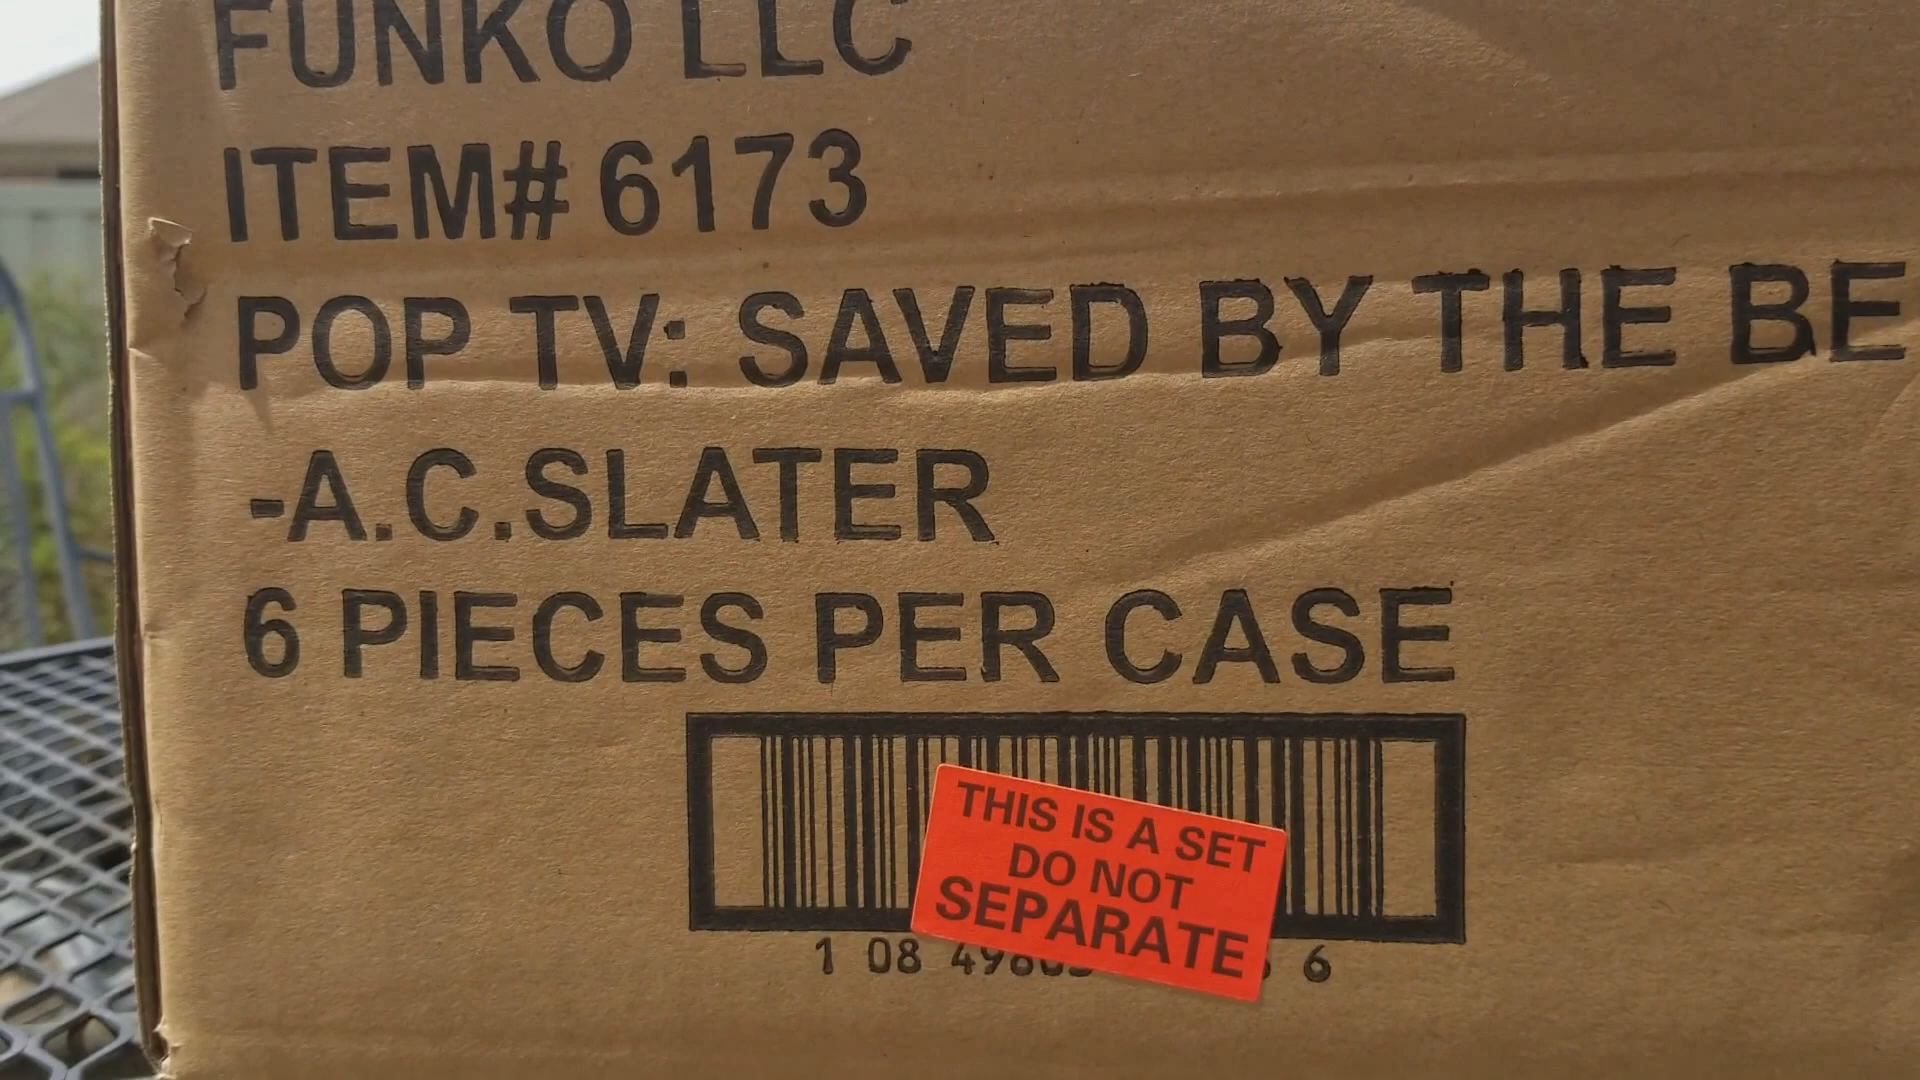 FUNKO LLC
ITEM# 6173
POP TV: SAVED BY THE BE
-A.C.SLATER
6 PIECES PER CASE
THIS IS A SET
DO NOT
SEPARATE
1 08 6